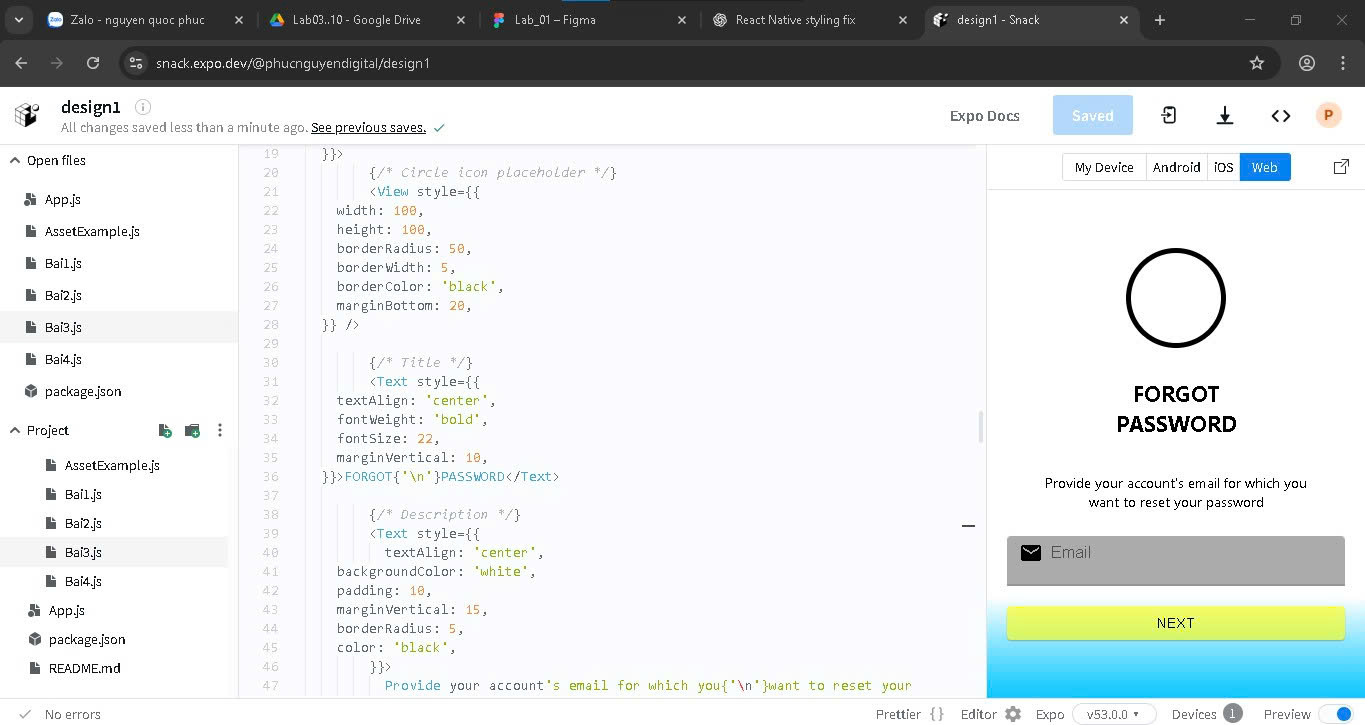 Zalo - nguyen quoc phuc
Lab03..10 - Google Drive
Lab_01 – Figma
React Native styling fix
design1 - Snack
snack.expo.dev/@phucnguyendigital/design1
design1
All changes saved less than a minute ago. See previous saves.
Expo Docs
Saved
P
Open files
App.js
AssetExample.js
Bai1.js
Bai2.js
Bai3.js
Bai4.js
package.json
Project
AssetExample.js
Bai1.js
Bai2.js
Bai3.js
Bai4.js
App.js
package.json
README.md
19 }}>
20 {/* Circle icon placeholder */}
21 <View style={{
22 width: 100,
23 height: 100,
24 borderRadius: 50,
25 borderWidth: 5,
26 borderColor: 'black',
27 marginBottom: 20,
28 }} />
29
30 {/* Title */}
31 <Text style={{
32 textAlign: 'center',
33 fontWeight: 'bold',
34 fontSize: 22,
35 marginVertical: 10,
36 }}>FORGOT{'\n'}PASSWORD</Text>
37
38 {/* Description */}
39 <Text style={{
40 textAlign: 'center',
41 backgroundColor: 'white',
42 padding: 10,
43 marginVertical: 15,
44 borderRadius: 5,
45 color: 'black',
46 }}>
47 Provide your account's email for which you{'\n'}want to reset your
My Device
Android
iOS
Web
FORGOT
PASSWORD
Provide your account's email for which you
want to reset your password
Email
NEXT
No errors
Prettier {}
Editor
Expo
v53.0.0
Devices 1
Preview